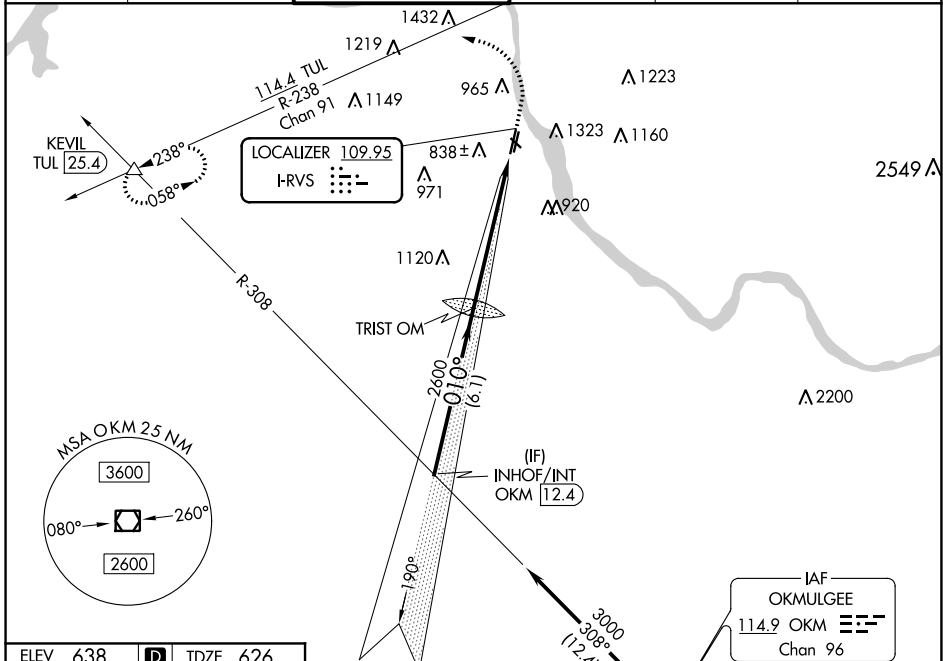 1432
1219
114.4 TUL
R-238
Chan 91
1149
965
1223
KEVIL
TUL 25.4
238°
058°
LOCALIZER 109.95
I-RVS
838±
971
1323
1160
2549
920
1120
R-308
TRIST OM
2600
010°
(6.1)
2200
MSA OKM 25 NM
3600
080°
260°
2600
(IF)
INHOF/INT
OKM 12.4
190°
3000
308°
(12.4)
IAF
OKMULGEE
114.9 OKM
Chan 96
ELEV 638 D TDZE 626